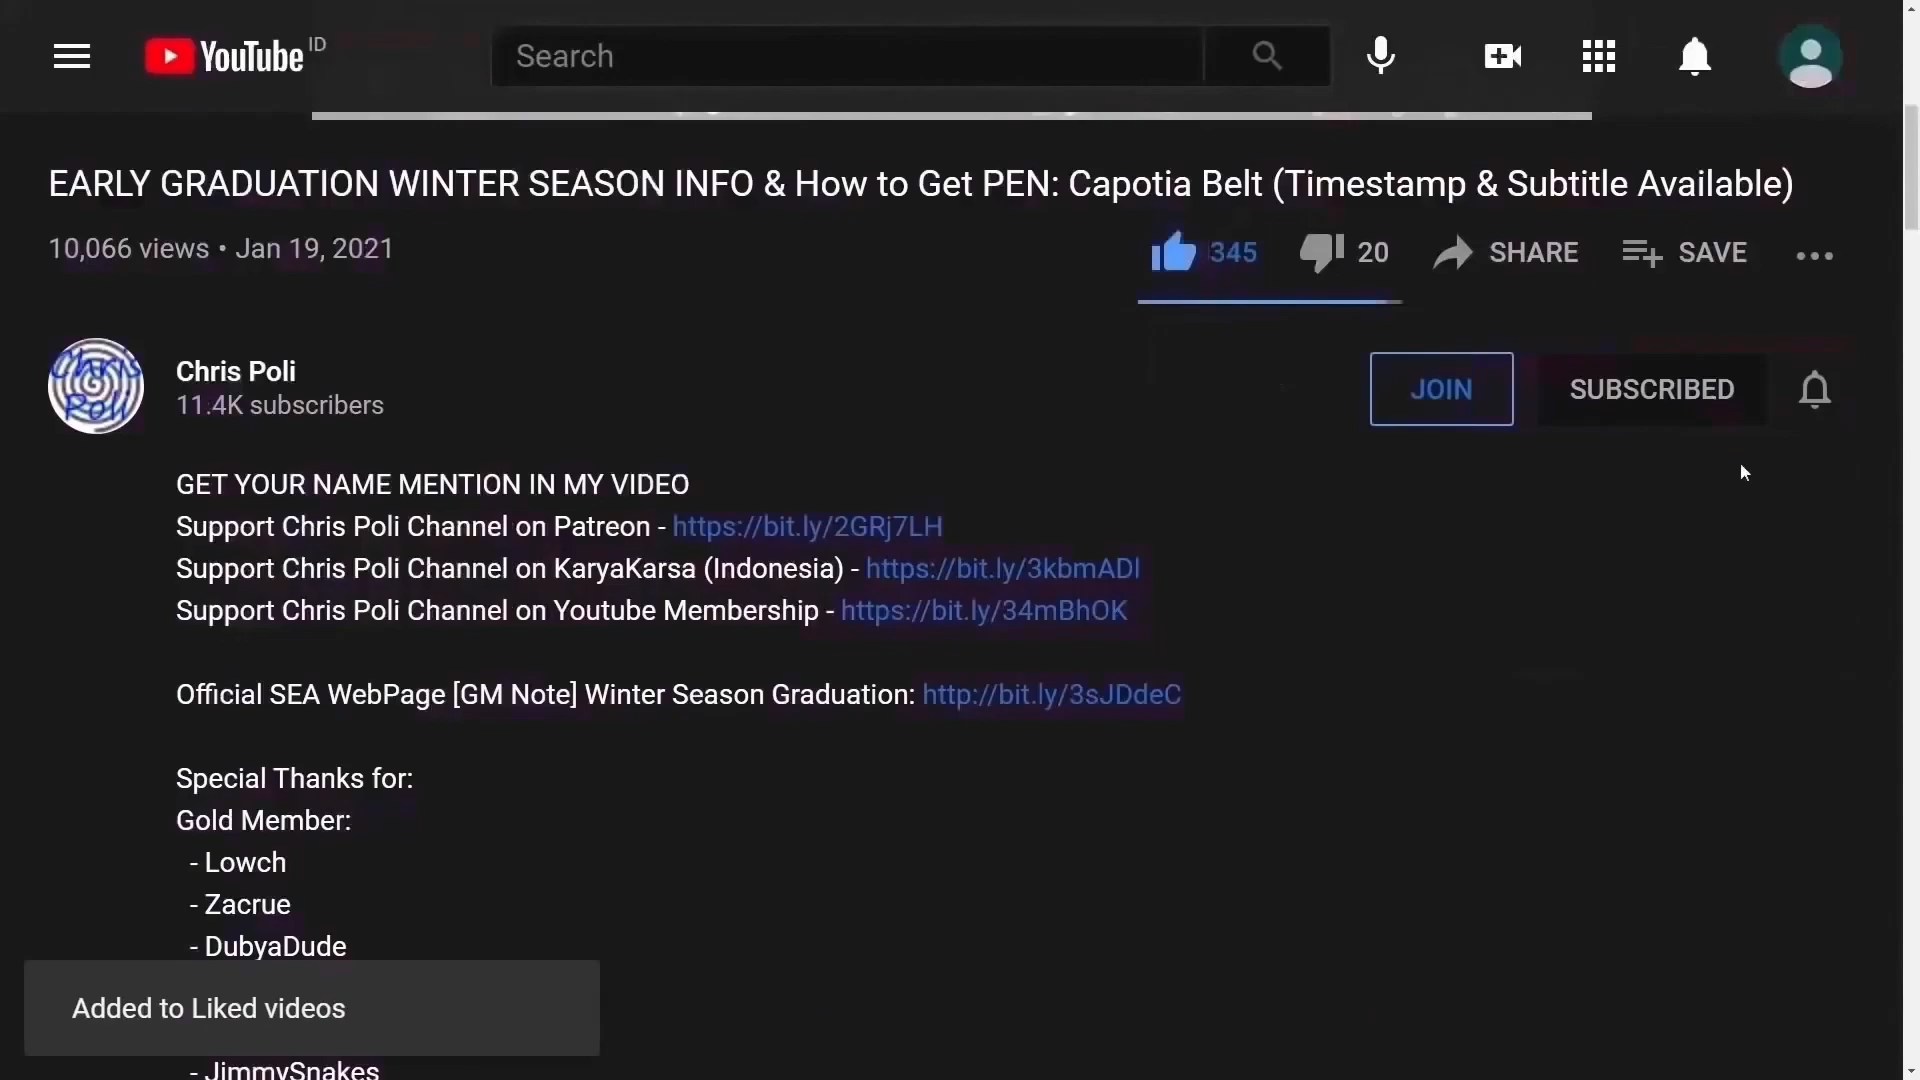 YouTube ID
Search
EARLY GRADUATION WINTER SEASON INFO & How to Get PEN: Capotia Belt (Timestamp & Subtitle Available)
10,066 views • Jan 19, 2021
345 20 SHARE SAVE
Chris Poli
Chris Poli
11.4K subscribers
JOIN SUBSCRIBED
GET YOUR NAME MENTION IN MY VIDEO
Support Chris Poli Channel on Patreon - https://bit.ly/2GRj7LH
Support Chris Poli Channel on KaryaKarsa (Indonesia) - https://bit.ly/3kbmADl
Support Chris Poli Channel on Youtube Membership - https://bit.ly/34mBhOK
Official SEA WebPage [GM Note] Winter Season Graduation: http://bit.ly/3sJDdeC
Special Thanks for:
Gold Member:
- Lowch
- Zacrue
- DubyaDude
Added to Liked videos
- JimmySnakes